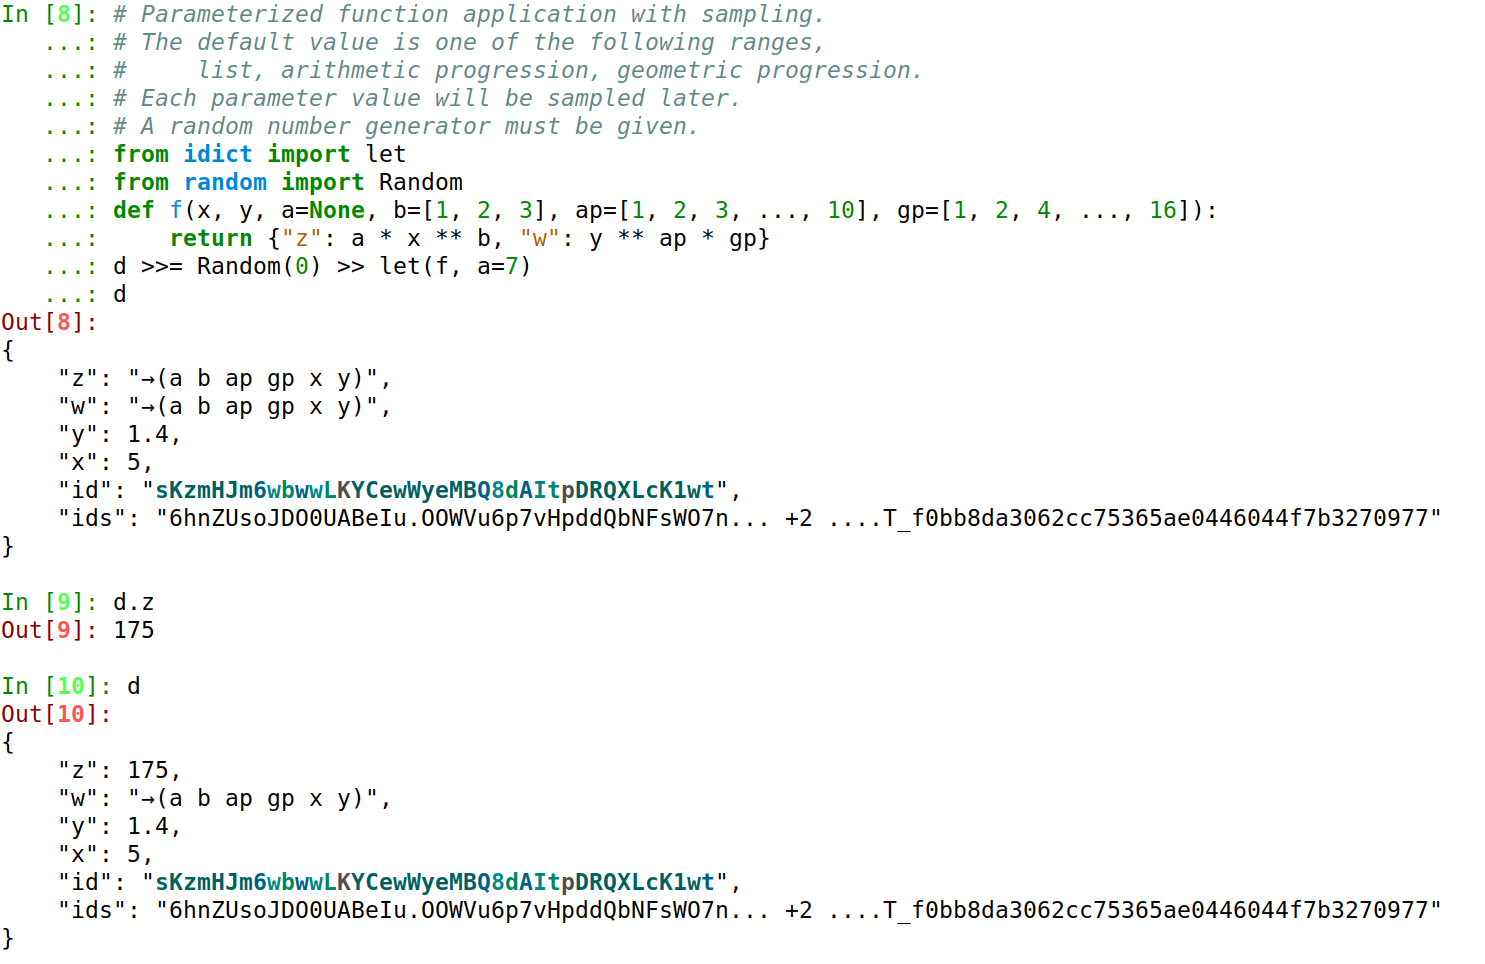 In [8]: # Parameterized function application with sampling.
   ...: # The default value is one of the following ranges,
   ...: #     list, arithmetic progression, geometric progression.
   ...: # Each parameter value will be sampled later.
   ...: # A random number generator must be given.
   ...: from idict import let
   ...: from random import Random
   ...: def f(x, y, a=None, b=[1, 2, 3], ap=[1, 2, 3, ..., 10], gp=[1, 2, 4, ..., 16]):
   ...:     return {"z": a * x ** b, "w": y ** ap * gp}
   ...: d >>= Random(0) >> let(f, a=7)
   ...: d
Out[8]:
{
    "z": "→(a b ap gp x y)",
    "w": "→(a b ap gp x y)",
    "y": 1.4,
    "x": 5,
    "id": "sKzmHJm6wbwwLKYCewWyeMBQ8dAItpDRQXLcK1wt",
    "ids": "6hnZUsoJDO0UABeIu.OOWVu6p7vHpddQbNFsWO7n... +2 ....T_f0bb8da3062cc75365ae0446044f7b3270977"
}

In [9]: d.z
Out[9]: 175

In [10]: d
Out[10]:
{
    "z": 175,
    "w": "→(a b ap gp x y)",
    "y": 1.4,
    "x": 5,
    "id": "sKzmHJm6wbwwLKYCewWyeMBQ8dAItpDRQXLcK1wt",
    "ids": "6hnZUsoJDO0UABeIu.OOWVu6p7vHpddQbNFsWO7n... +2 ....T_f0bb8da3062cc75365ae0446044f7b3270977"
}